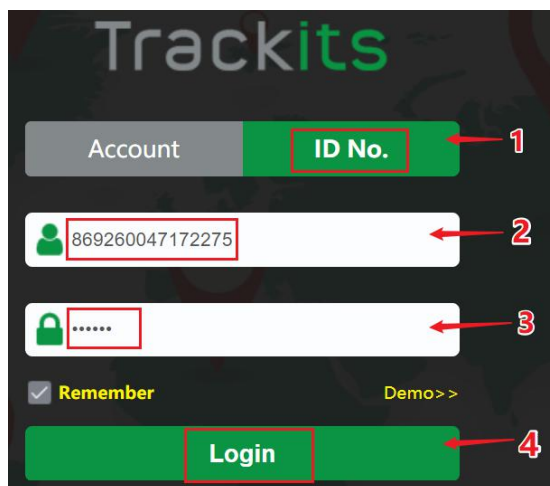 Trackits
Account ID No. 1
869260047172275 2
•••••• 3
Remember Demo>>
Login 4